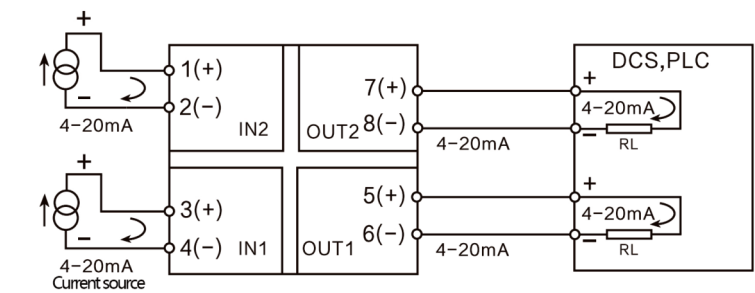 +
1(+)
−
2(−)
4−20mA
IN2
7(+)
OUT2
8(−)
4−20mA
DCS,PLC
+
4−20mA
−
RL
+
3(+)
−
4(−)
4−20mA
Current source
IN1
5(+)
OUT1
6(−)
4−20mA
+
4−20mA
−
RL